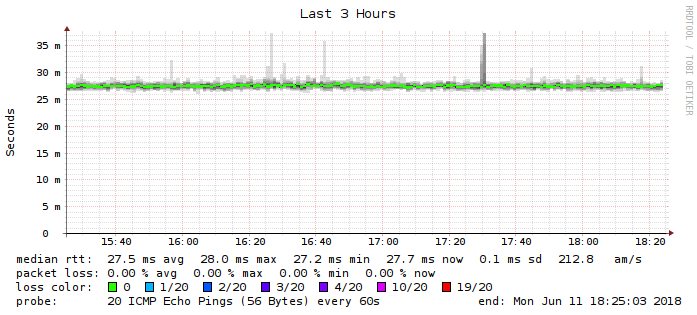 Last 3 Hours
RRDTOOL / TOBI OETIKER
Seconds
35 m
30 m
25 m
20 m
15 m
10 m
5 m
0
15:40 16:00 16:20 16:40 17:00 17:20 17:40 18:00 18:20
median rtt: 27.5 ms avg 28.0 ms max 27.2 ms min 27.7 ms now 0.1 ms sd 212.8 am/s
packet loss: 0.00 % avg 0.00 % max 0.00 % min 0.00 % now
loss color: 0 1/20 2/20 3/20 4/20 10/20 19/20
probe: 20 ICMP Echo Pings (56 Bytes) every 60s end: Mon Jun 11 18:25:03 2018